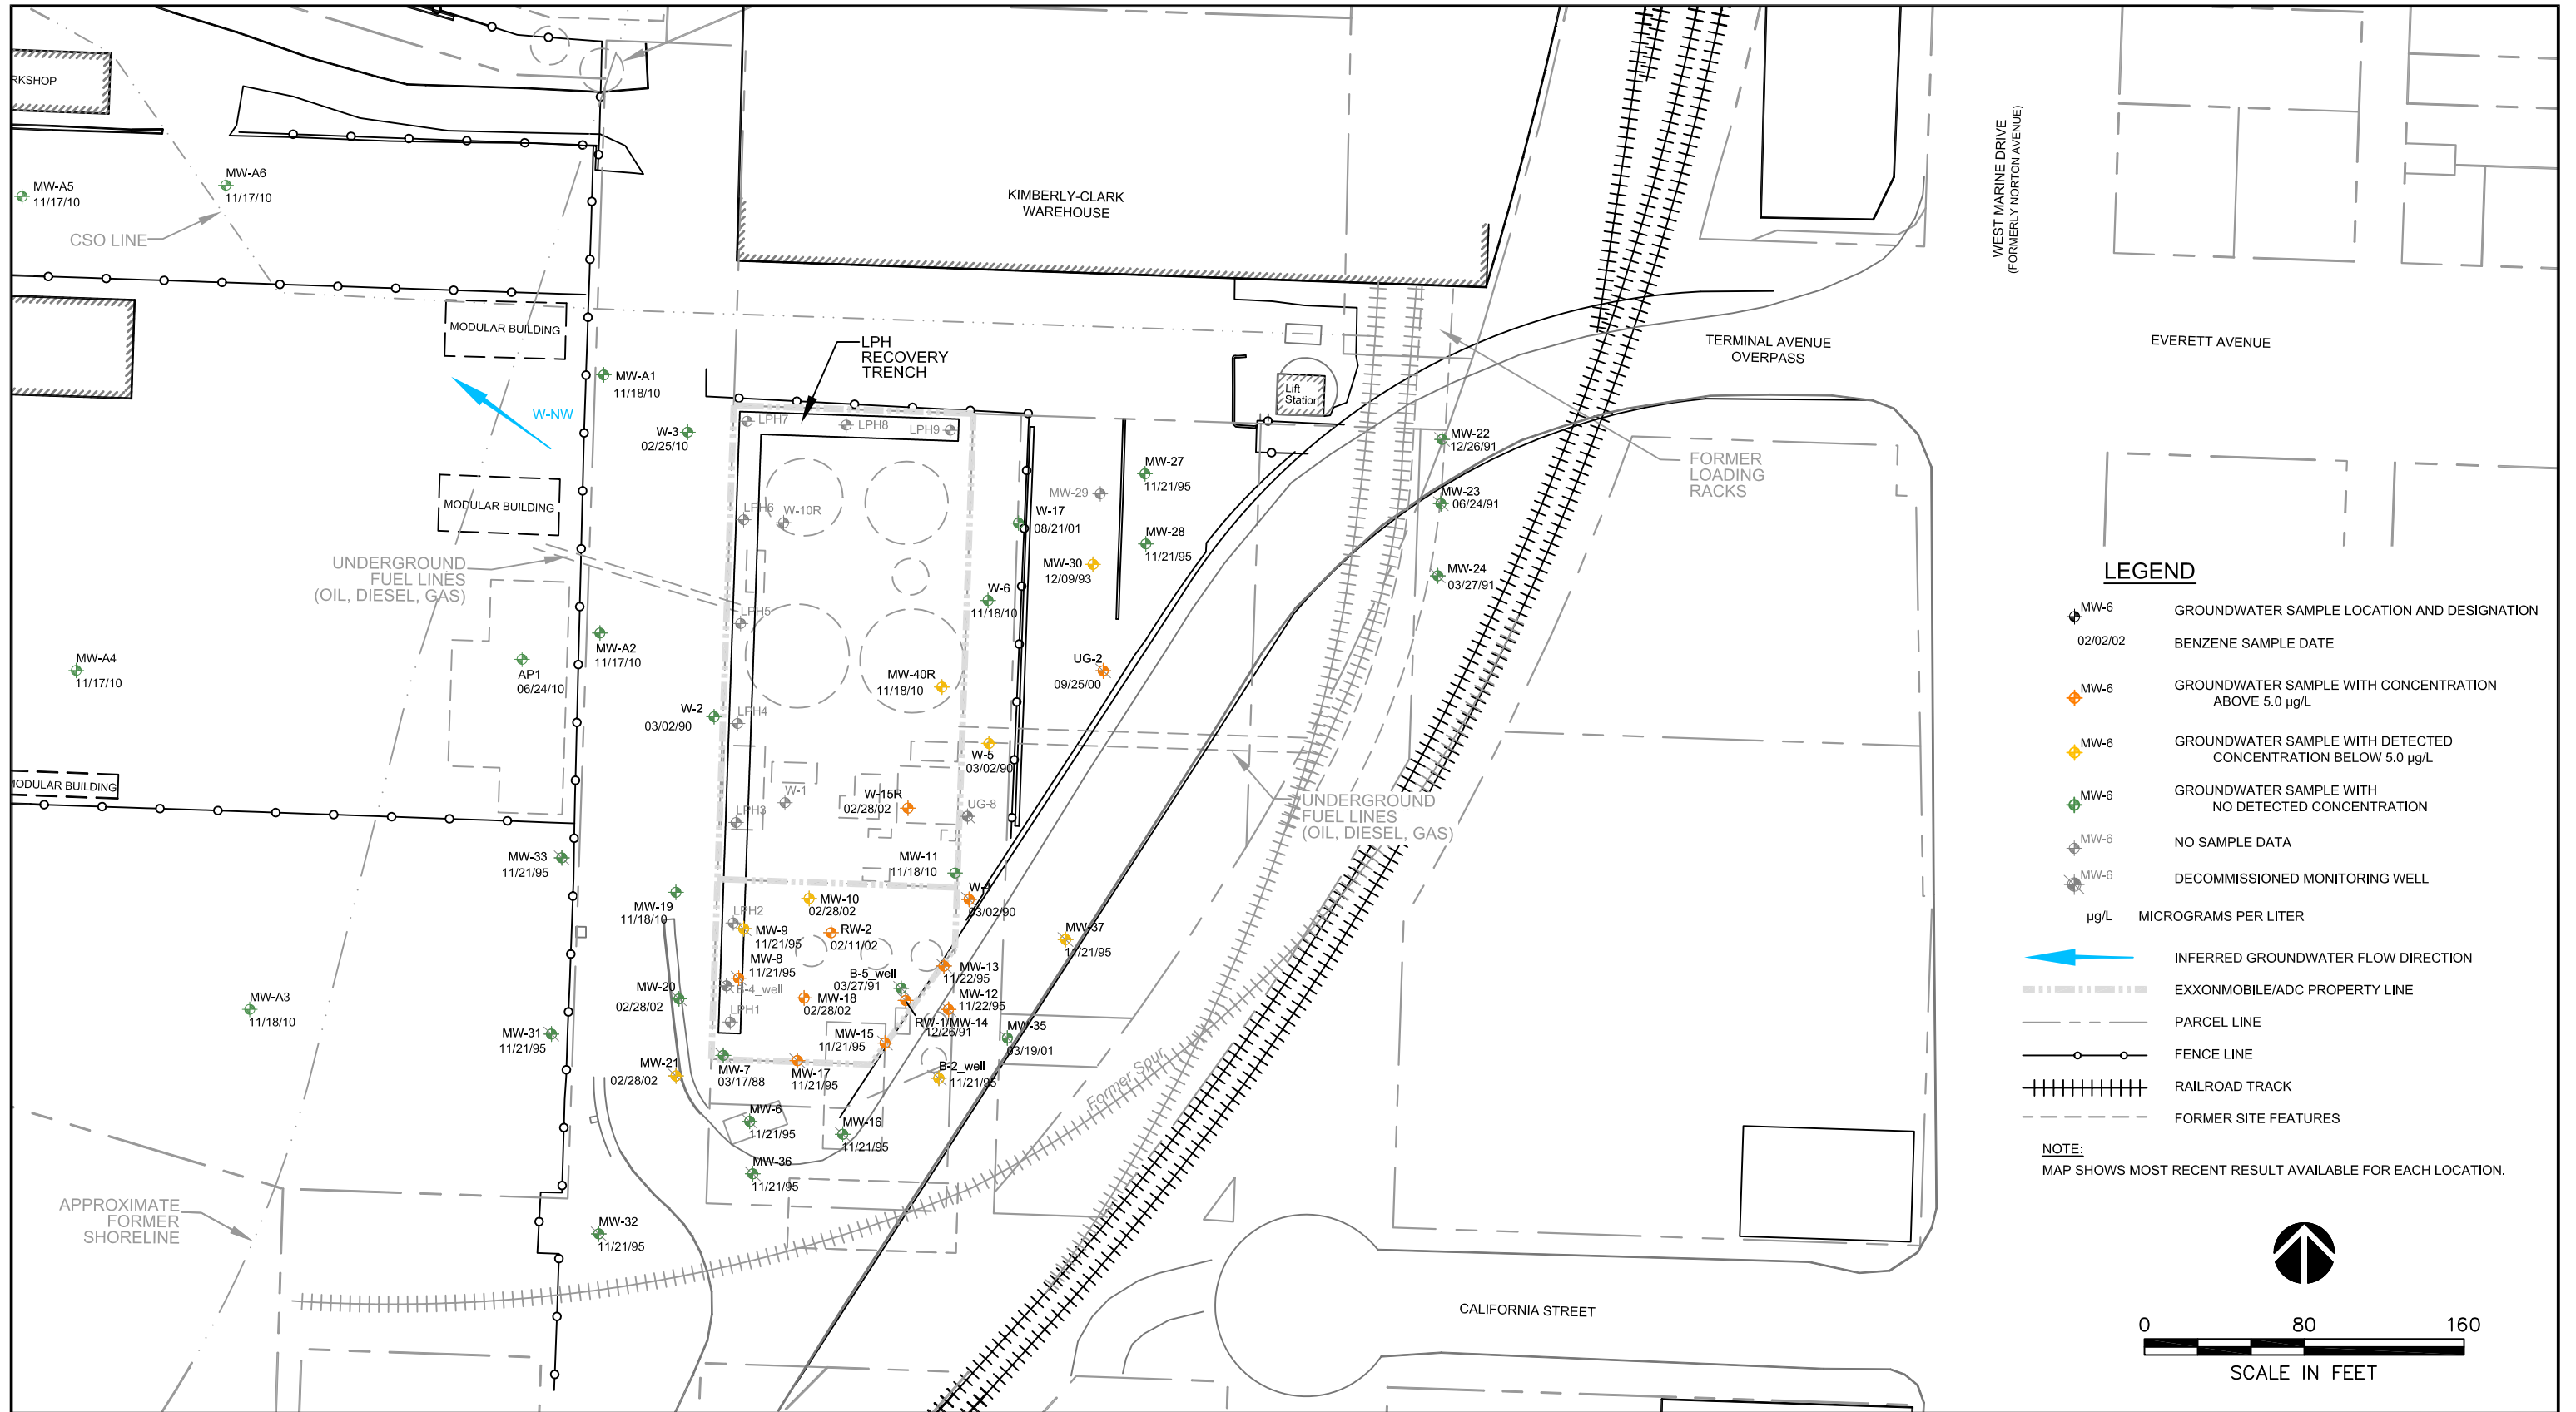 RKSHOP
MW-A5
11/17/10
MW-A6
11/17/10
CSO LINE
KIMBERLY-CLARK
WAREHOUSE
WEST MARINE DRIVE
(FORMERLY NORTON AVENUE)
EVERETT AVENUE
TERMINAL AVENUE
OVERPASS
MODULAR BUILDING
W-NW
MODULAR BUILDING
MW-A1
11/18/10
W-3
02/25/10
LPH
RECOVERY
TRENCH
LPH7
LPH8
LPH9
Lift
Station
MW-22
12/26/91
MW-23
06/24/91
MW-24
03/27/91
FORMER
LOADING
RACKS
MW-27
11/21/95
MW-29
W-17
08/21/01
MW-28
11/21/95
MW-30
12/09/93
LPH6
W-10R
W-6
11/18/10
UNDERGROUND
FUEL LINES
(OIL, DIESEL, GAS)
LPH5
MW-A2
11/17/10
MW-A4
11/17/10
AP1
06/24/10
UG-2
09/25/00
MW-40R
11/18/10
W-2
03/02/90
LPH4
W-5
03/02/90
MODULAR BUILDING
W-1
W-15R
02/28/02
UG-8
LPH3
UNDERGROUND
FUEL LINES
(OIL, DIESEL, GAS)
MW-33
11/21/95
MW-11
11/18/10
MW-19
11/18/10
MW-10
02/28/02
W-4
03/02/90
LPH2
MW-9
11/21/95
RW-2
02/11/02
MW-37
11/21/95
MW-8
11/21/95
B-4_well
B-5_well
03/27/91
MW-13
11/22/95
MW-20
02/28/02
MW-18
02/28/02
MW-12
11/22/95
LPH1
RW-1/MW-14
12/26/91
MW-35
03/19/01
MW-A3
11/18/10
MW-31
11/21/95
MW-15
11/21/95
MW-21
02/28/02
MW-7
03/17/88
MW-17
11/21/95
B-2_well
11/21/95
Former Spur
MW-6
11/21/95
MW-16
11/21/95
MW-36
11/21/95
MW-32
11/21/95
APPROXIMATE
FORMER
SHORELINE
CALIFORNIA STREET
LEGEND
MW-6 GROUNDWATER SAMPLE LOCATION AND DESIGNATION
02/02/02 BENZENE SAMPLE DATE
MW-6 GROUNDWATER SAMPLE WITH CONCENTRATION
ABOVE 5.0 µg/L
MW-6 GROUNDWATER SAMPLE WITH DETECTED
CONCENTRATION BELOW 5.0 µg/L
MW-6 GROUNDWATER SAMPLE WITH
NO DETECTED CONCENTRATION
MW-6 NO SAMPLE DATA
MW-6 DECOMMISSIONED MONITORING WELL
µg/L MICROGRAMS PER LITER
INFERRED GROUNDWATER FLOW DIRECTION
EXXONMOBILE/ADC PROPERTY LINE
PARCEL LINE
FENCE LINE
RAILROAD TRACK
FORMER SITE FEATURES
NOTE:
MAP SHOWS MOST RECENT RESULT AVAILABLE FOR EACH LOCATION.
0 80 160
SCALE IN FEET